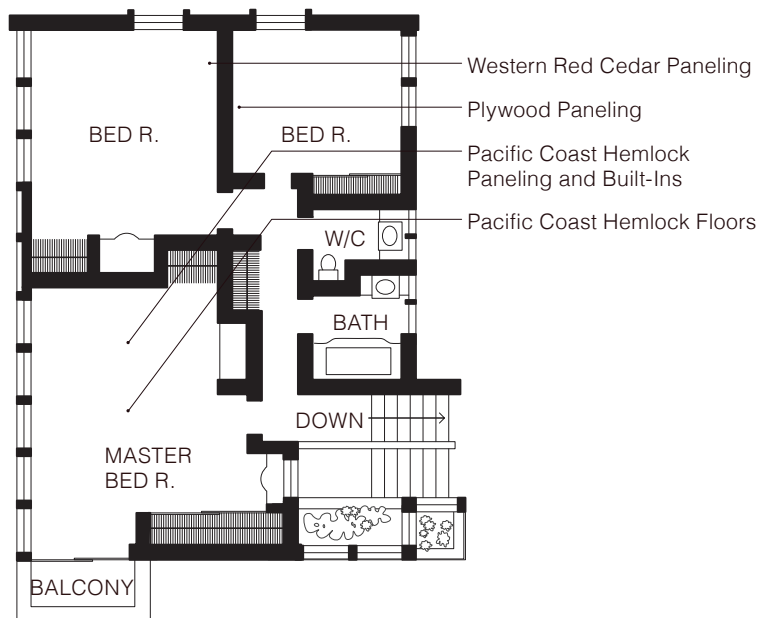 Western Red Cedar Paneling
Plywood Paneling
BED R.
BED R.
Pacific Coast Hemlock
Paneling and Built-Ins
Pacific Coast Hemlock Floors
W/C
BATH
DOWN
MASTER
BED R.
BALCONY